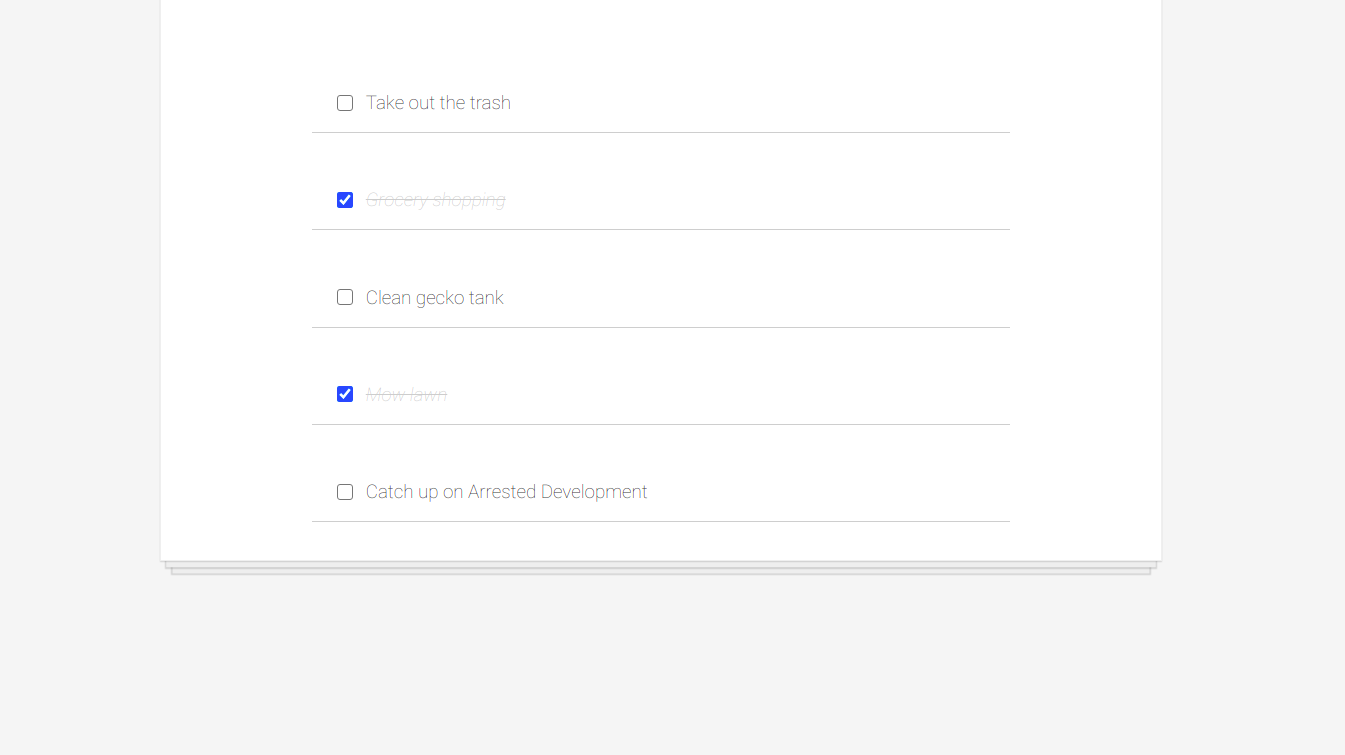 Take out the trash
Grocery shopping
Clean gecko tank
Mow lawn
Catch up on Arrested Development